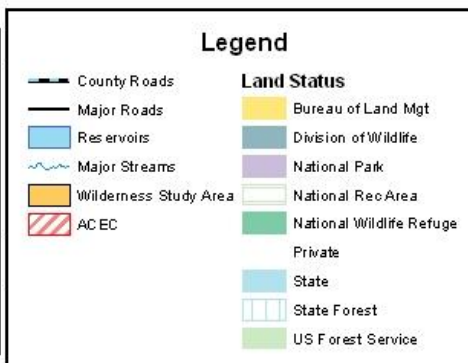 Legend
County Roads
Major Roads
Reservoirs
Major Streams
Wilderness Study Area
ACEC
Land Status
Bureau of Land Mgt
Division of Wildlife
National Park
National Rec Area
National Wildlife Refuge
Private
State
State Forest
US Forest Service